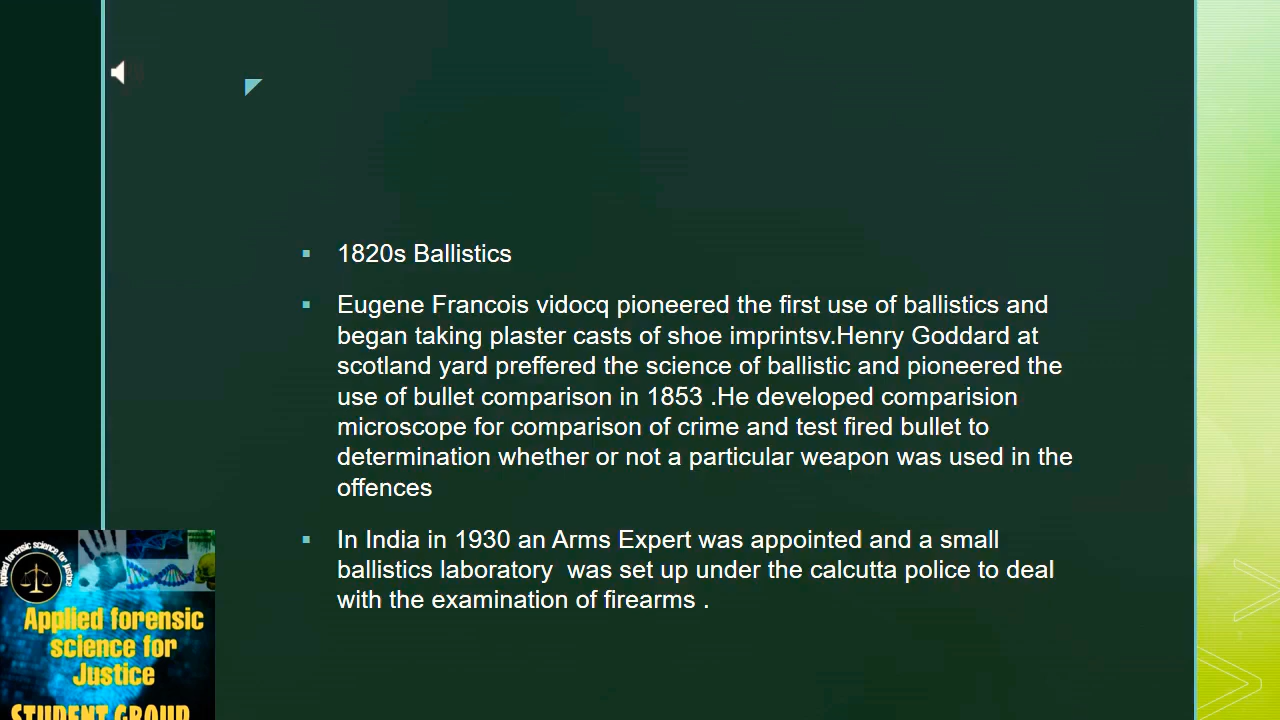 1820s Ballistics
Eugene Francois vidocq pioneered the first use of ballistics and
began taking plaster casts of shoe imprintsv.Henry Goddard at
scotland yard preffered the science of ballistic and pioneered the
use of bullet comparison in 1853 .He developed comparision
microscope for comparison of crime and test fired bullet to
determination whether or not a particular weapon was used in the
offences
In India in 1930 an Arms Expert was appointed and a small
ballistics laboratory  was set up under the calcutta police to deal
with the examination of firearms .
Applied forensic science for justice
Applied forensic
science for
Justice
STUDENT GROUP